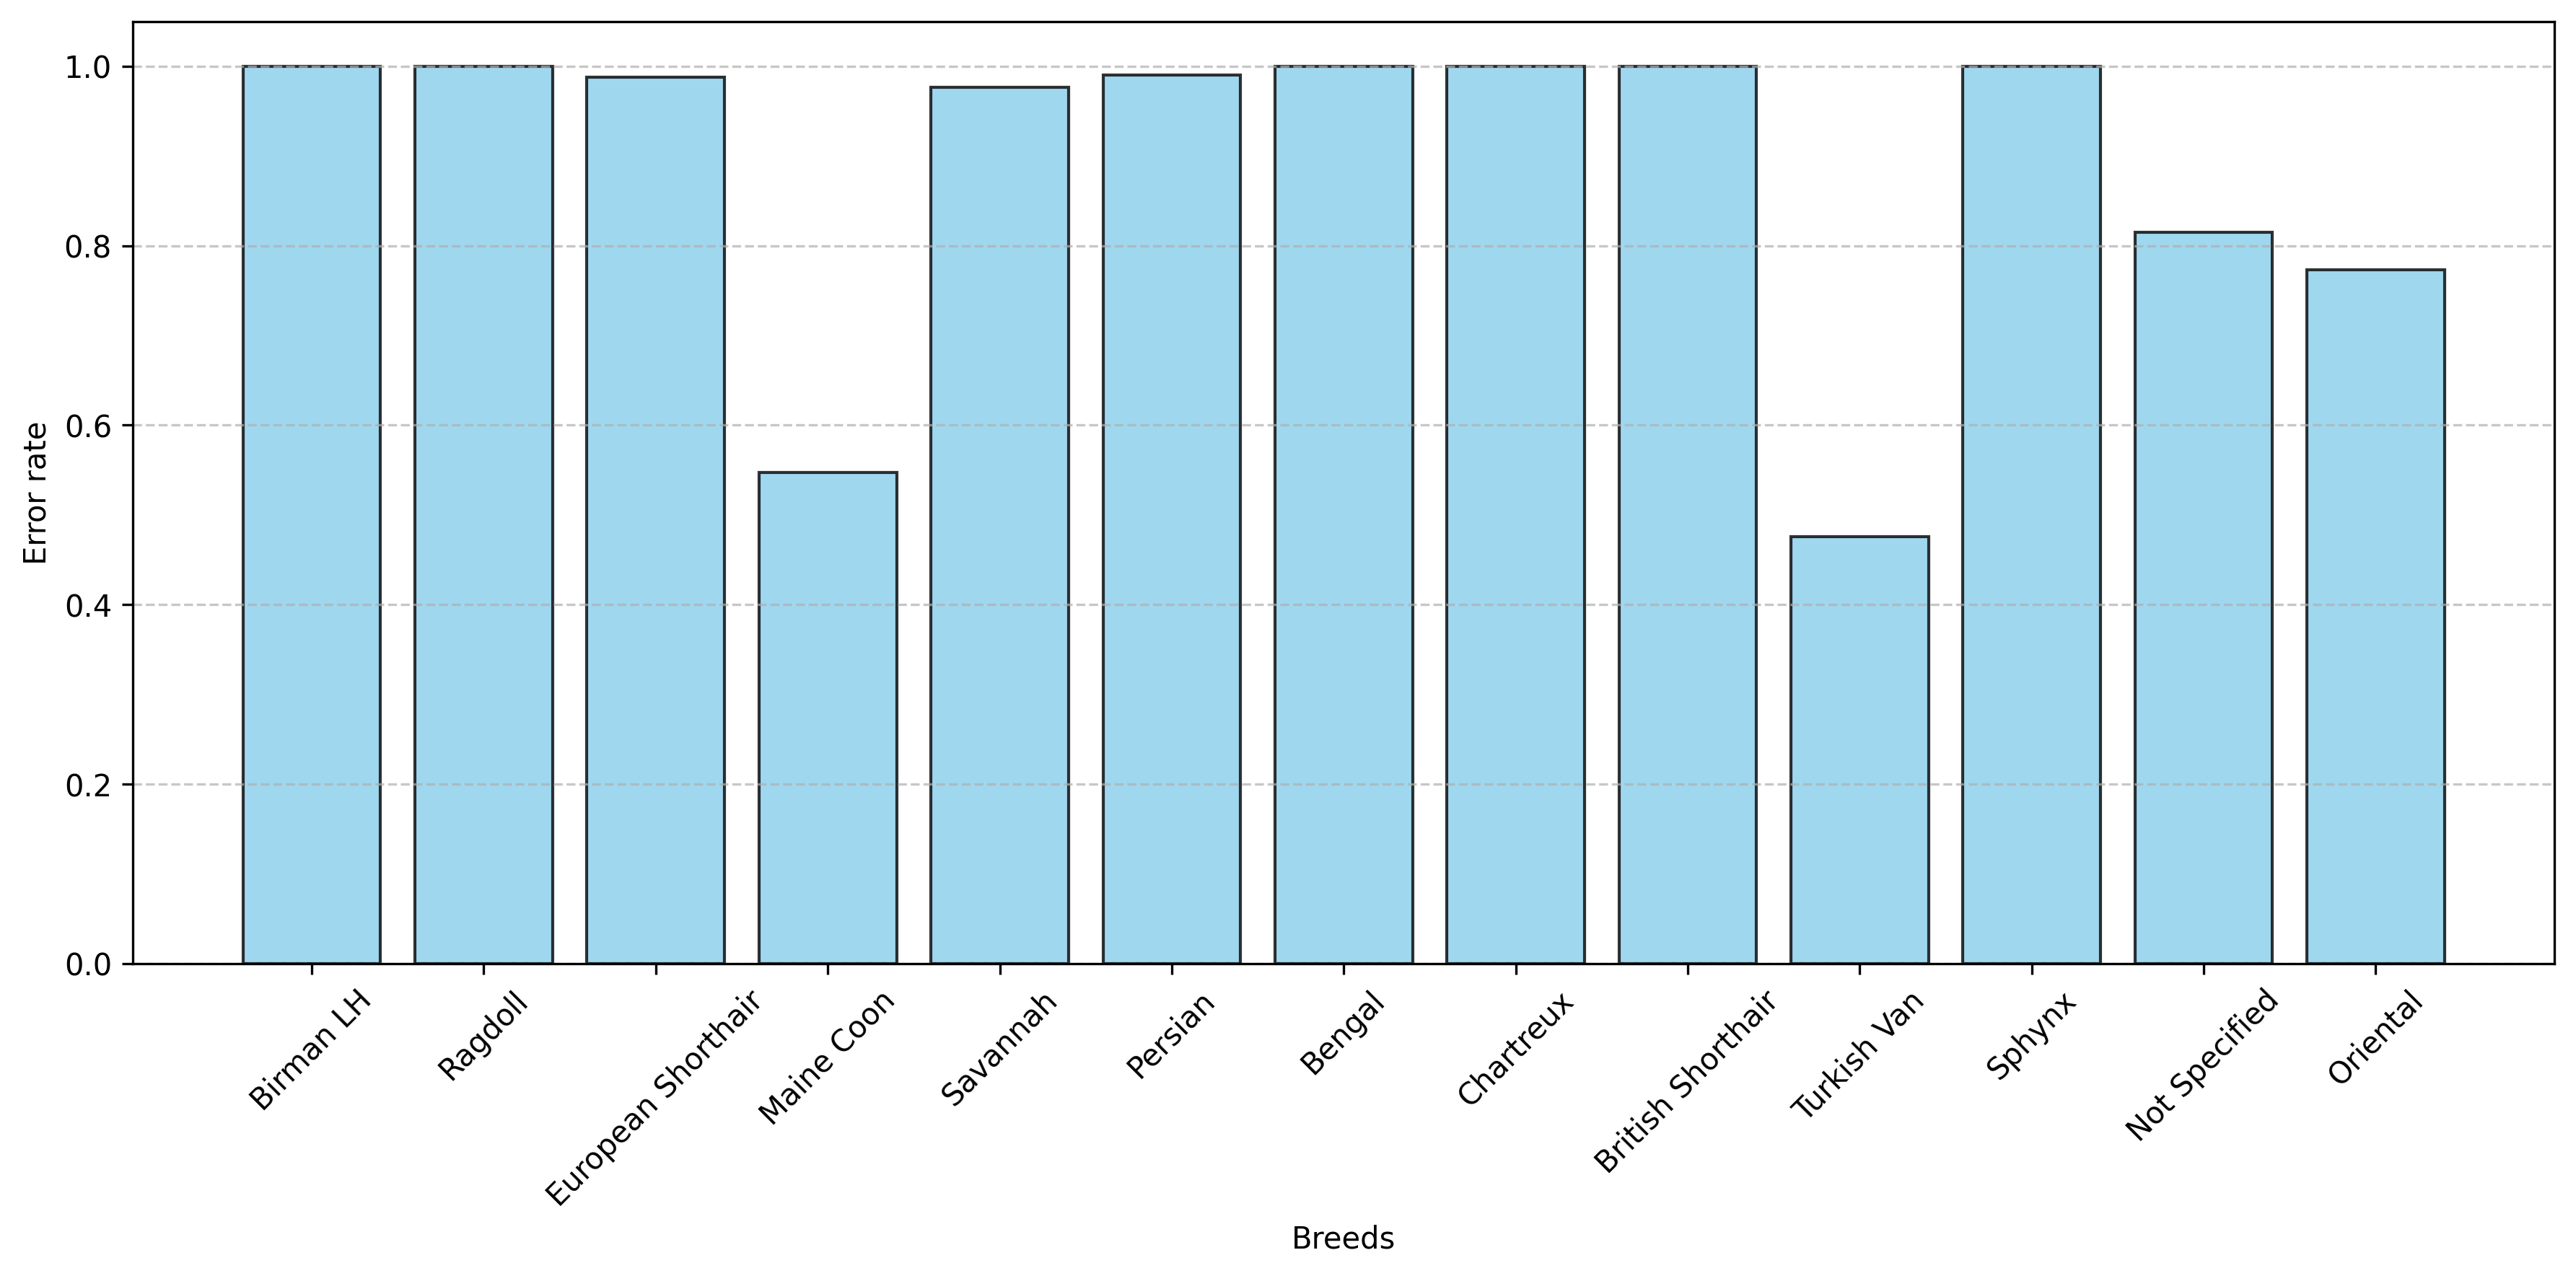 1.0
0.8
0.6
0.4
0.2
0.0
Error rate
Birman LH
Ragdoll
European Shorthair
Maine Coon
Savannah
Persian
Bengal
Chartreux
British Shorthair
Turkish Van
Sphynx
Not Specified
Oriental
Breeds